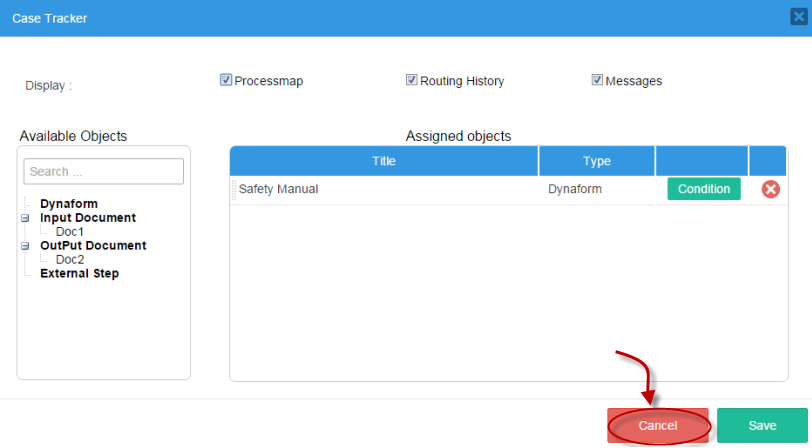 Case Tracker
Display :
Processmap
Routing History
Messages
Available Objects
Assigned objects
Search ...
Title
Type
Safety Manual
Dynaform
Condition
Dynaform
Input Document
Doc1
OutPut Document
Doc2
External Step
Cancel
Save